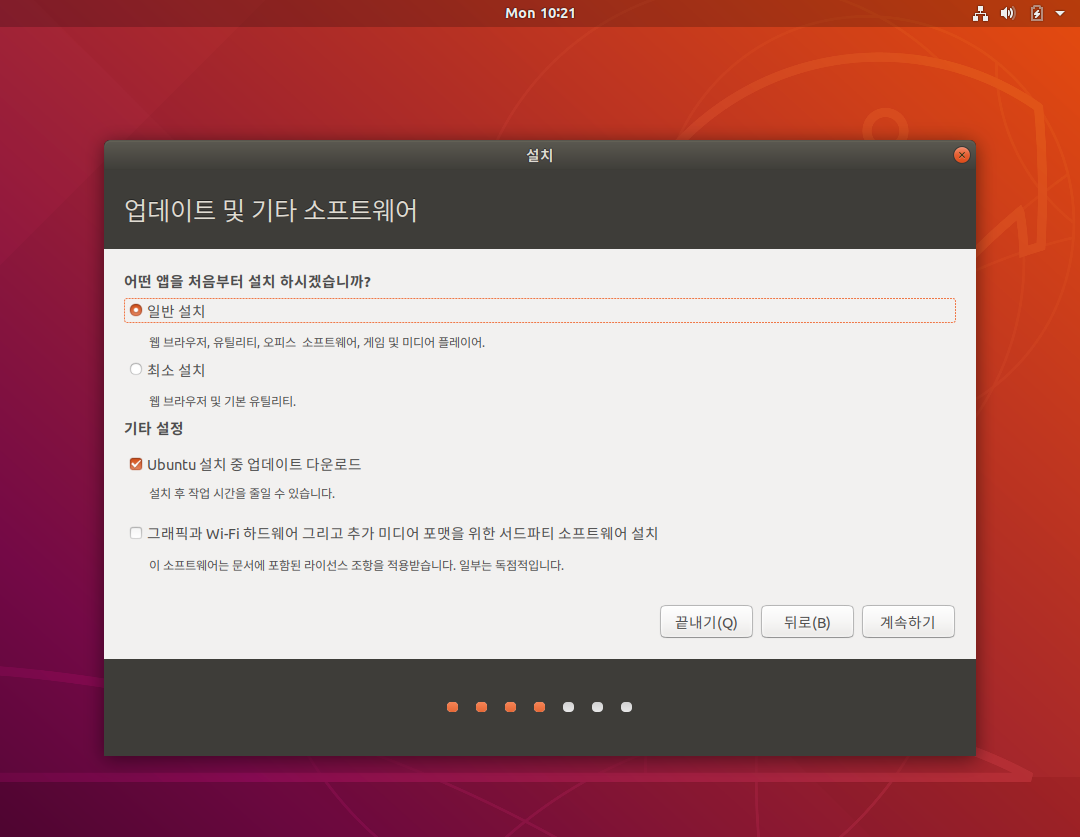 Mon 10:21
설치
업데이트 및 기타 소프트웨어
어떤 앱을 처음부터 설치 하시겠습니까?
일반 설치
웹 브라우저, 유틸리티, 오피스  소프트웨어, 게임 및 미디어 플레이어.
최소 설치
웹 브라우저 및 기본 유틸리티.
기타 설정
Ubuntu 설치 중 업데이트 다운로드
설치 후 작업 시간을 줄일 수 있습니다.
그래픽과 Wi-Fi 하드웨어 그리고 추가 미디어 포맷을 위한 서드파티 소프트웨어 설치
이 소프트웨어는 문서에 포함된 라이선스 조항을 적용받습니다. 일부는 독점적입니다.
끝내기(Q) 뒤로(B) 계속하기